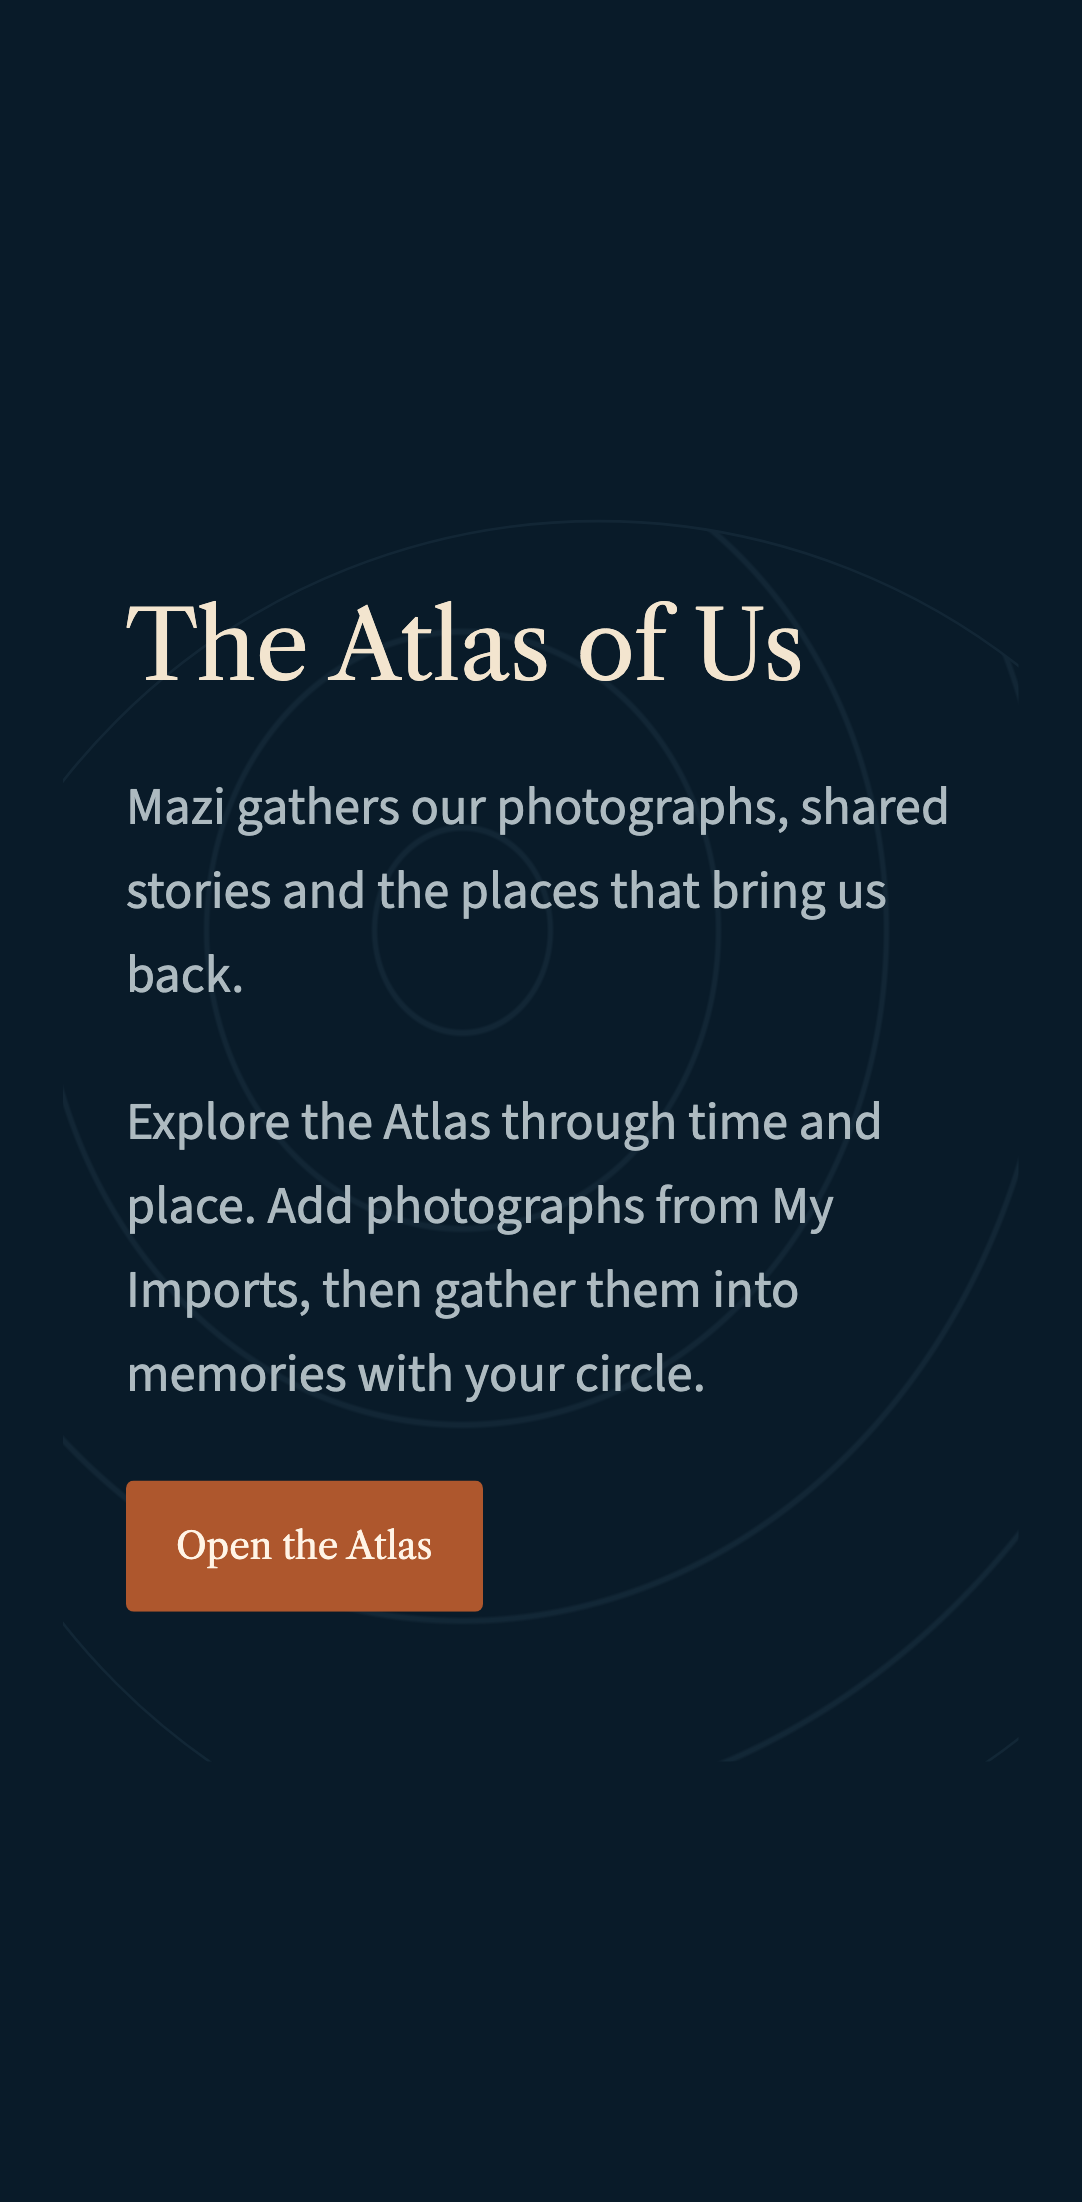 The Atlas of Us
Mazi gathers our photographs, shared
stories and the places that bring us
back.
Explore the Atlas through time and
place. Add photographs from My
Imports, then gather them into
memories with your circle.
Open the Atlas